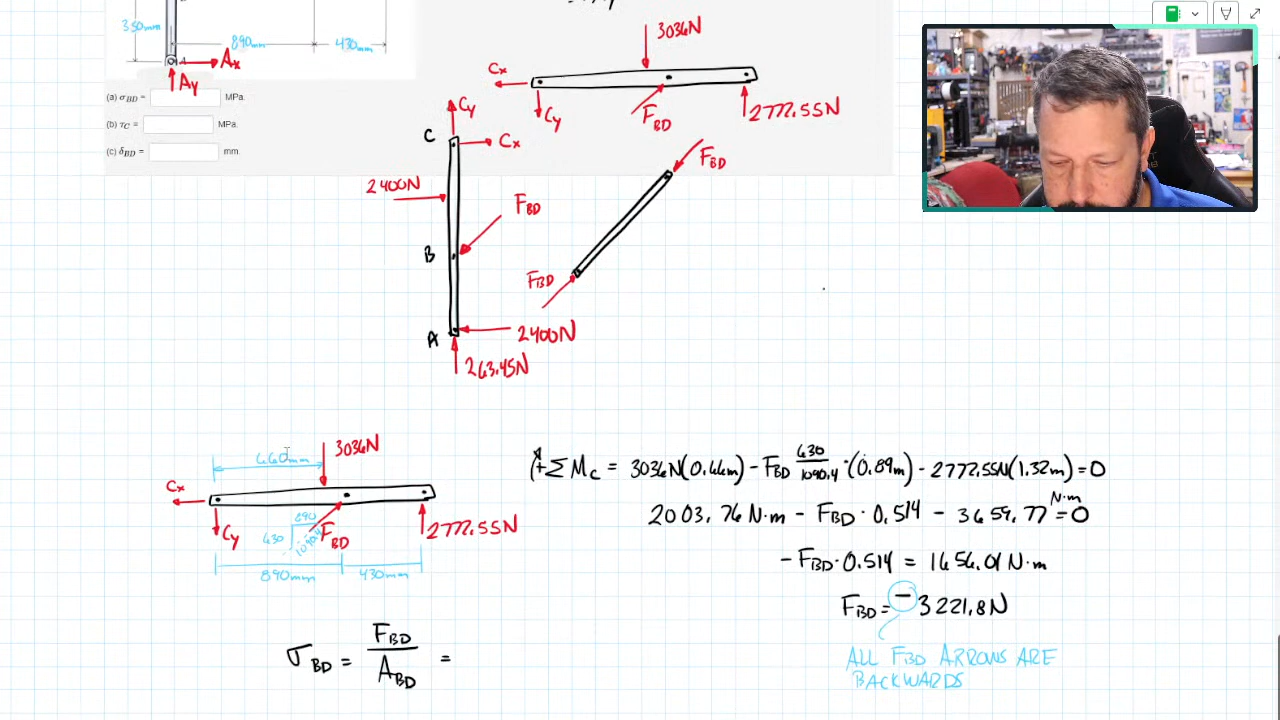 350mm
890mm
430mm
Ax
Ay
(a) σBD =
MPa.
(b) τC =
MPa.
(c) δBD =
mm.
3036N
Cx
Cy
FBD
2772.55N
Cy
C
Cx
2400N
FBD
B
A
2400N
263.45N
FBD
FBD
660mm
3036N
Cx
Cy
890
630
1090.4
FBD
2772.55N
890mm
430mm
+ΣMC = 3036N(0.66m) - FBD 630/1090.4 · (0.89m) - 2772.55N(1.32m) = 0
2003.76 N·m - FBD · 0.514 - 3659.77 N·m = 0
-FBD · 0.514 = 1656.01 N·m
FBD = -3221.8N
ALL FBD ARROWS ARE
BACKWARDS
σBD = FBD/ABD =